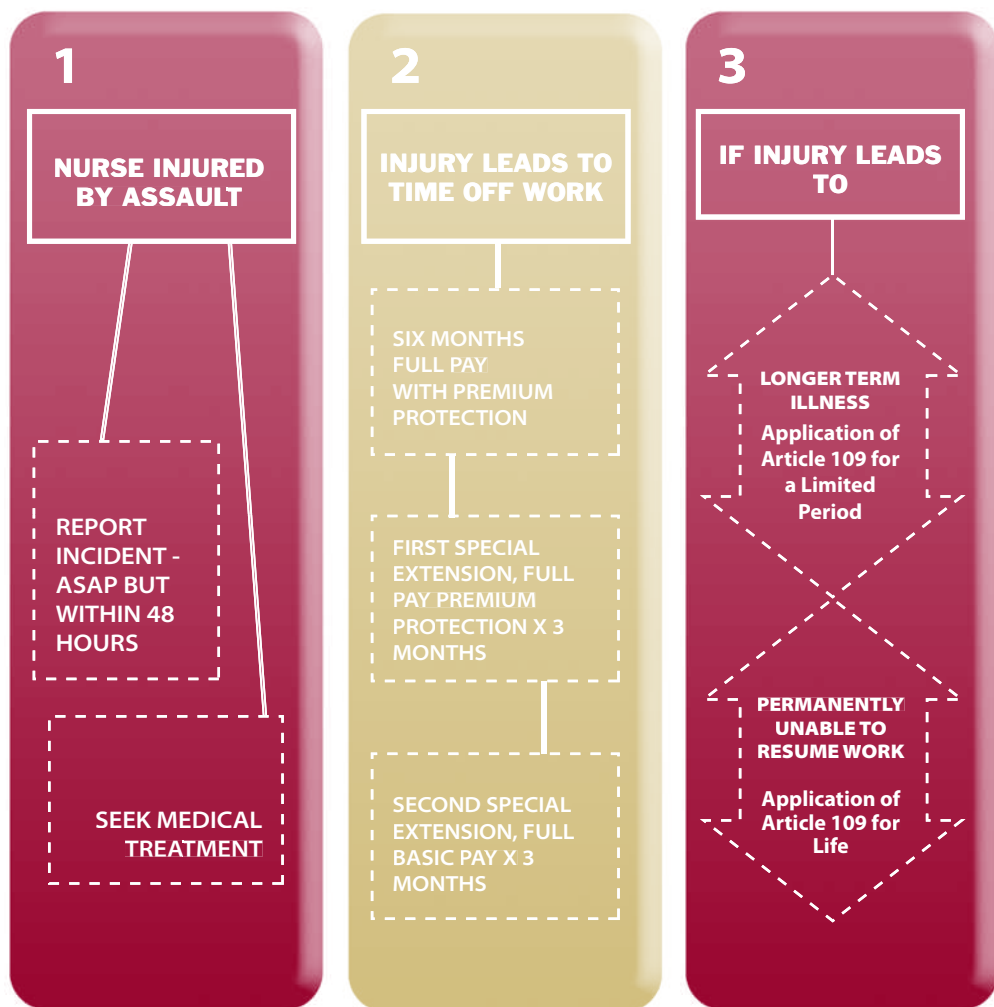 1
NURSE INJURED
BY ASSAULT
REPORT
INCIDENT -
ASAP BUT
WITHIN 48
HOURS
SEEK MEDICAL
TREATMENT
2
INJURY LEADS TO
TIME OFF WORK
SIX MONTHS
FULL PAY
WITH PREMIUM
PROTECTION
FIRST SPECIAL
EXTENSION, FULL
PAY PREMIUM
PROTECTION X 3
MONTHS
SECOND SPECIAL
EXTENSION, FULL
BASIC PAY X 3
MONTHS
3
IF INJURY LEADS
TO
LONGER TERM
ILLNESS
Application of
Article 109 for
a Limited
Period
PERMANENTLY
UNABLE TO
RESUME WORK
Application of
Article 109 for
Life